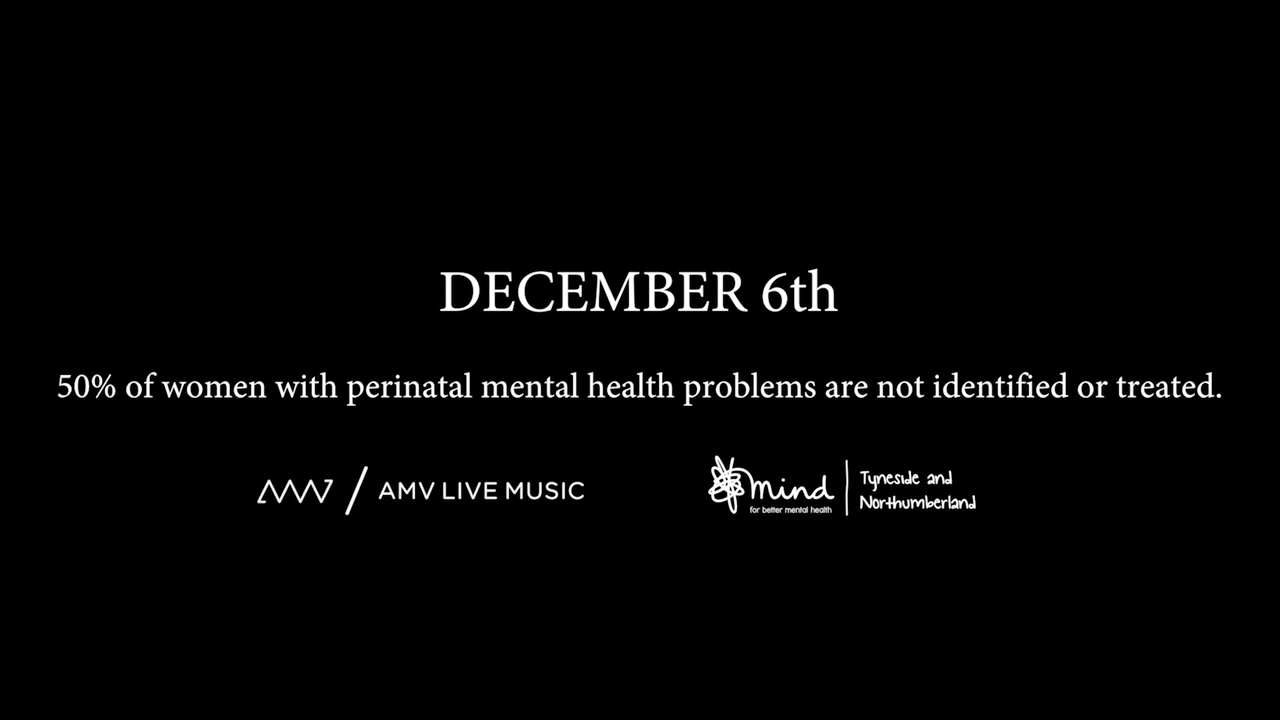 DECEMBER 6th
50% of women with perinatal mental health problems are not identified or treated.
AMV LIVE MUSIC
mind
for better mental health
Tyneside and
Northumberland